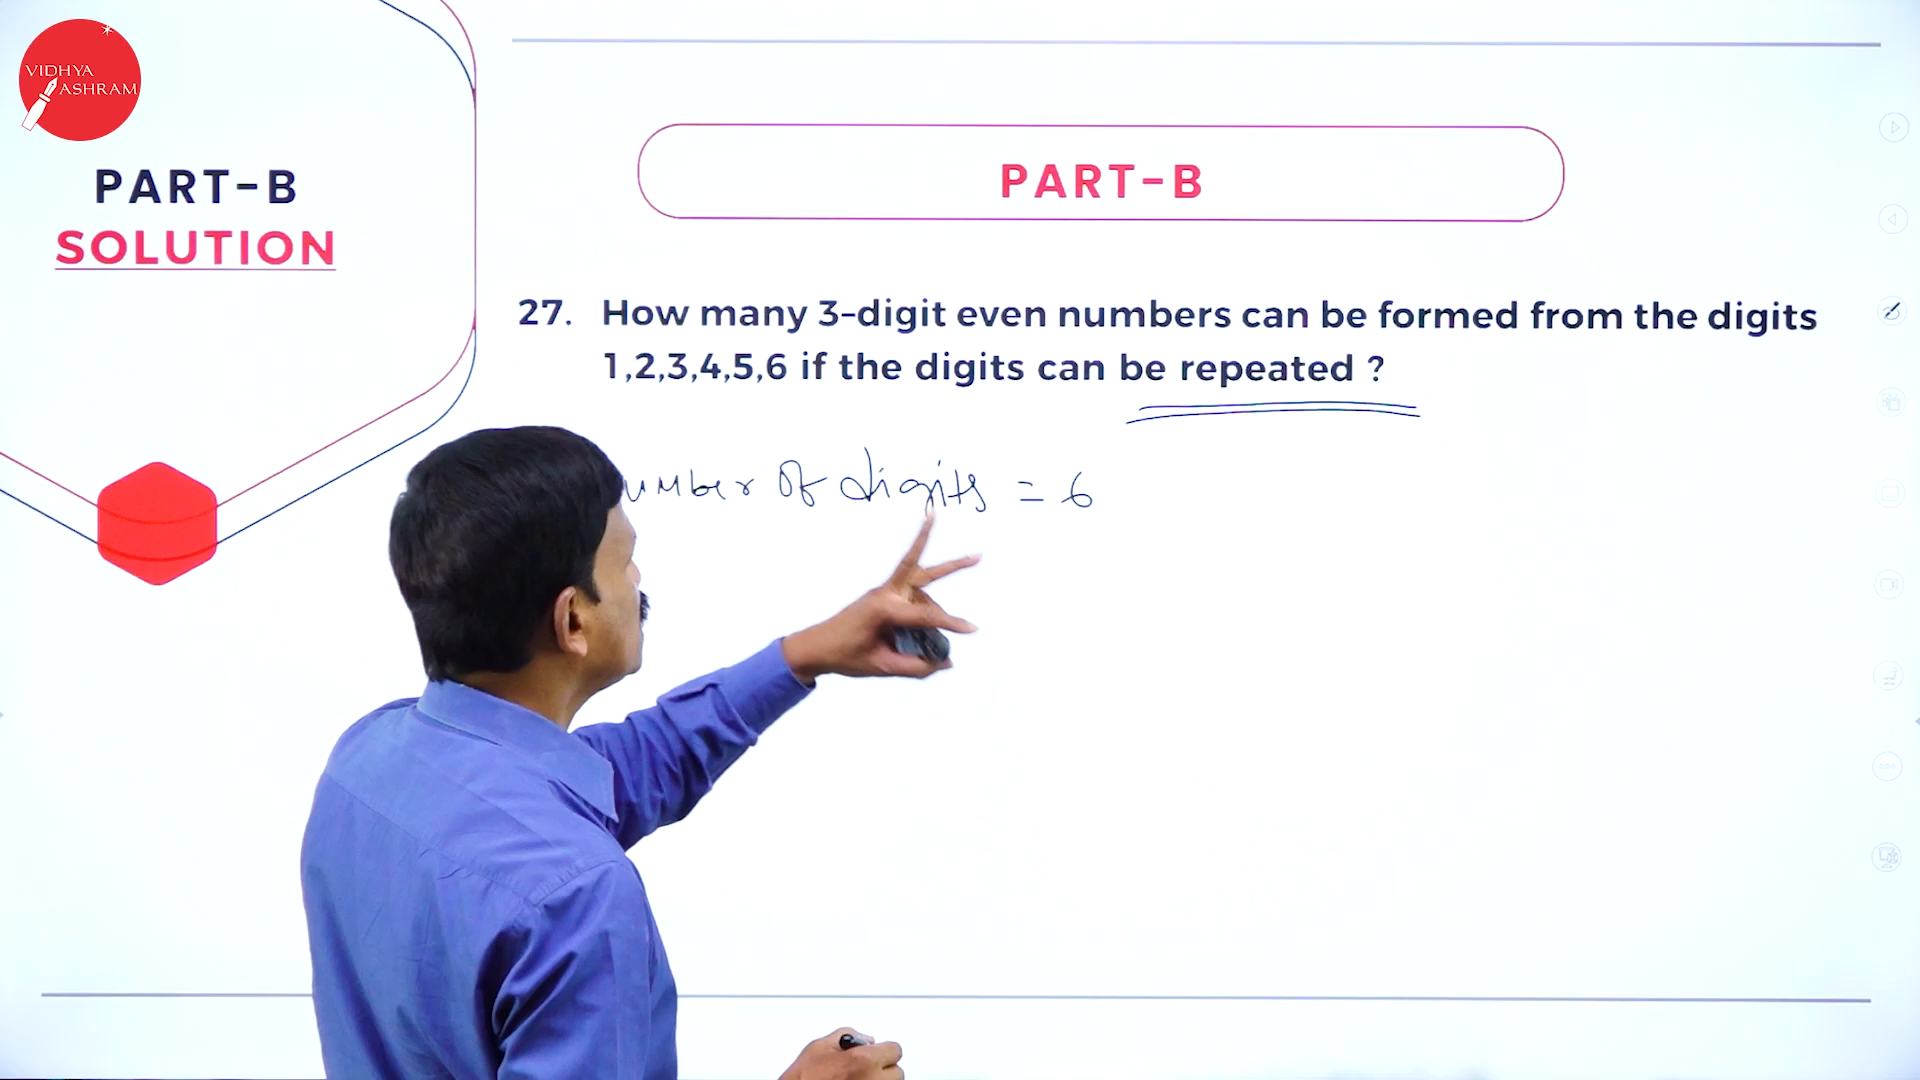 VIDHYA
ASHRAM
PART-B
SOLUTION
PART-B
27. How many 3-digit even numbers can be formed from the digits
1,2,3,4,5,6 if the digits can be repeated ?
of digits = 6